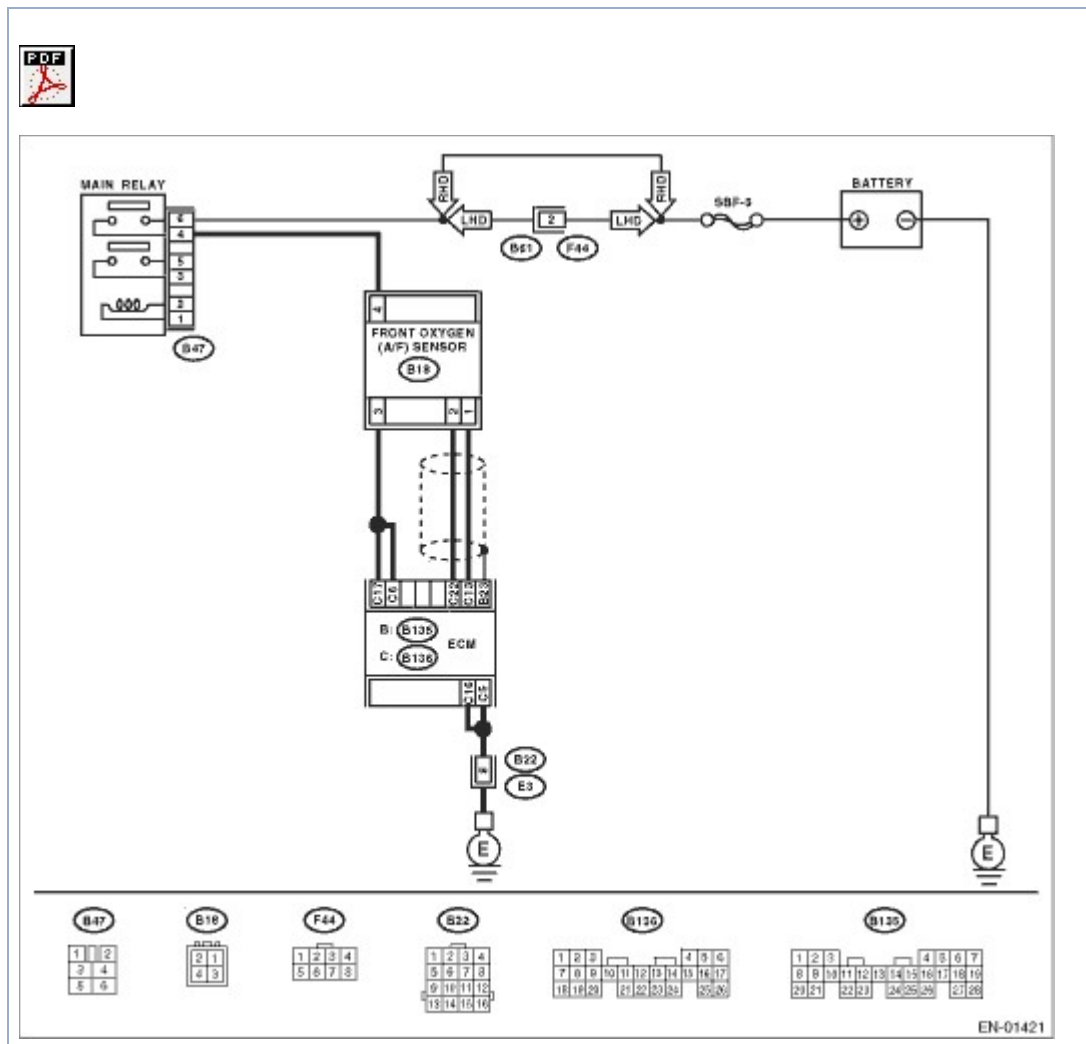 PDF
MAIN RELAY
6
4
5
3
2
1
B47
RHD
LHD
2
LHD
RHD
B61
F44
SBF-5
BATTERY
4
FRONT OXYGEN
(A/F) SENSOR
B18
3
2
1
C17
C6
C22
C13
B23
B: B135
ECM
C: B136
C16
C5
B22
E3
E
E
B47
B18
F44
B22
B136
B135
1 2
3 4
5 6
2 1
4 3
1 2 3 4
5 6 7 8
1 2 3 4
5 6 7 8
9 10 11 12
13 14 15 16
1 2 3 4 5 6
7 8 9 10 11 12 13 14 15 16 17
18 19 20 21 22 23 24 25 26
1 2 3 4 5 6 7
8 9 10 11 12 13 14 15 16 17 18 19
20 21 22 23 24 25 26 27 28
EN-01421